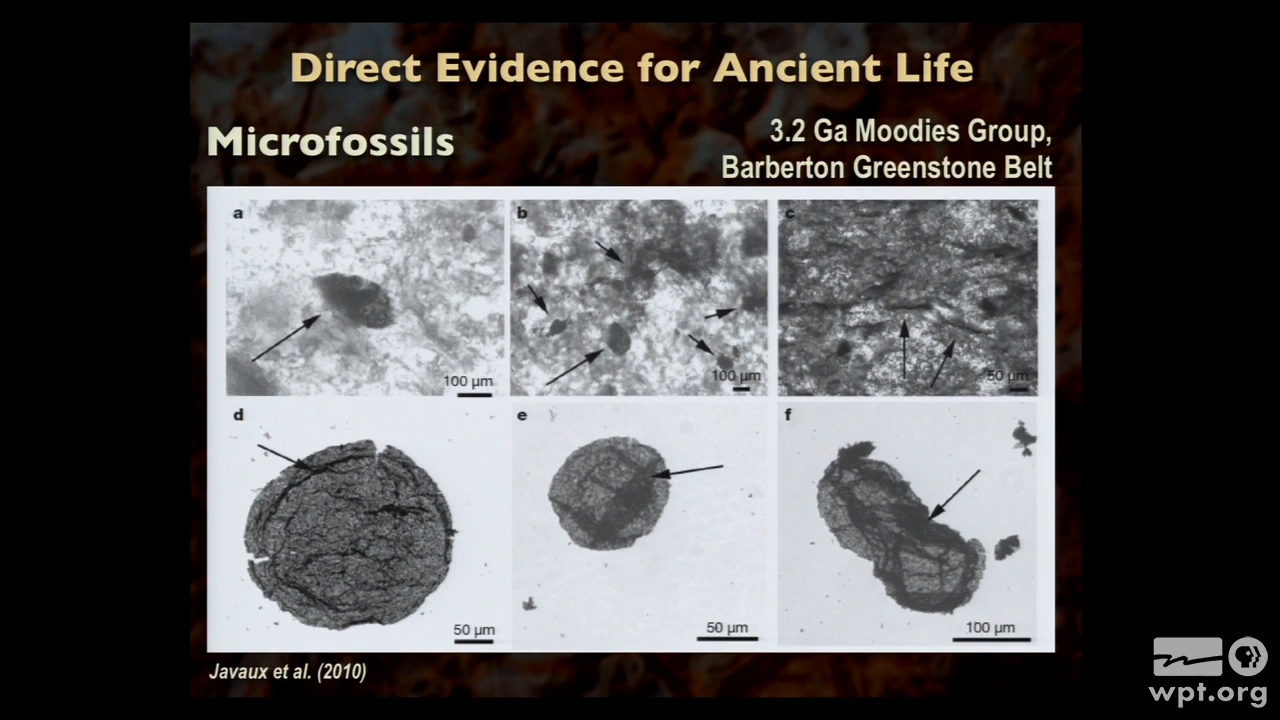 Direct Evidence for Ancient Life
Microfossils
3.2 Ga Moodies Group,
Barberton Greenstone Belt
a
b
c
100 µm
100 µm
50 µm
d
e
f
50 µm
50 µm
100 µm
Javaux et al. (2010)
wpt.org